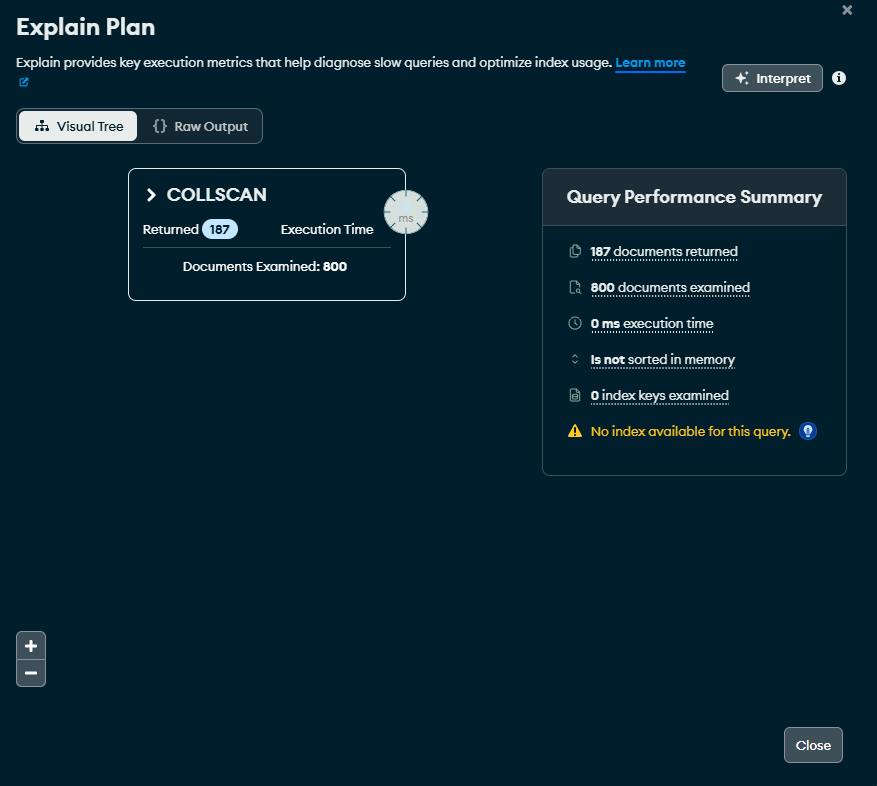 Explain Plan
Explain provides key execution metrics that help diagnose slow queries and optimize index usage. Learn more
Interpret
Visual Tree
{} Raw Output
COLLSCAN
Returned 187 Execution Time
ms
Documents Examined: 800
Query Performance Summary
187 documents returned
800 documents examined
0 ms execution time
Is not sorted in memory
0 index keys examined
No index available for this query.
Close